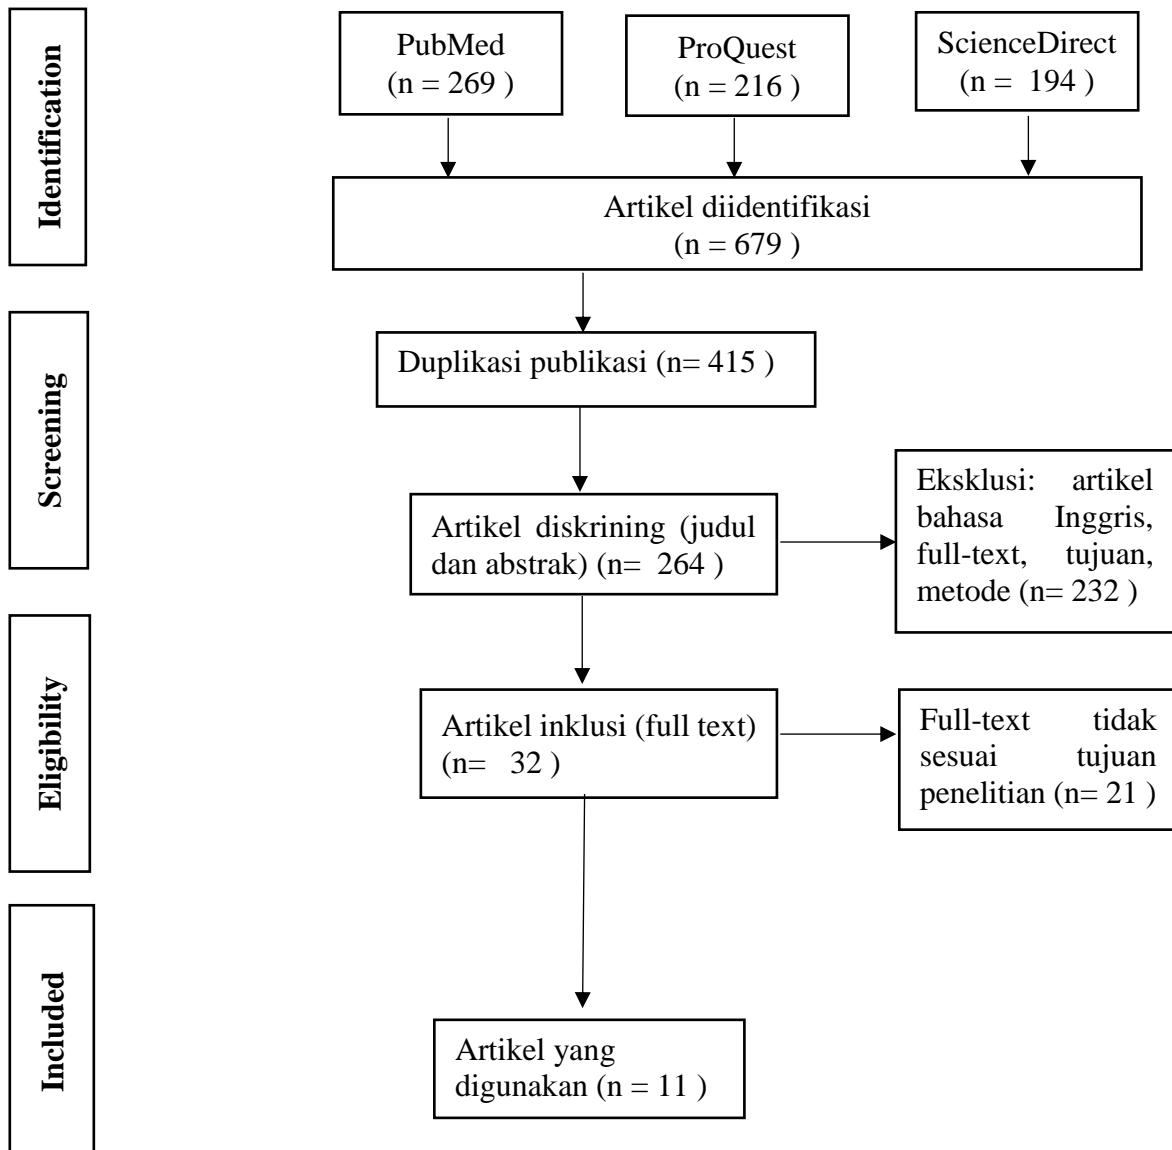 Identification
PubMed
(n = 269 )
ProQuest
(n = 216 )
ScienceDirect
(n = 194 )
Artikel diidentifikasi
(n = 679 )
Screening
Duplikasi publikasi (n= 415 )
Artikel diskrining (judul
dan abstrak) (n= 264 )
Eksklusi: artikel
bahasa Inggris,
full-text, tujuan,
metode (n= 232 )
Eligibility
Artikel inklusi (full text)
(n= 32 )
Full-text tidak
sesuai tujuan
penelitian (n= 21 )
Included
Artikel yang
digunakan (n = 11 )